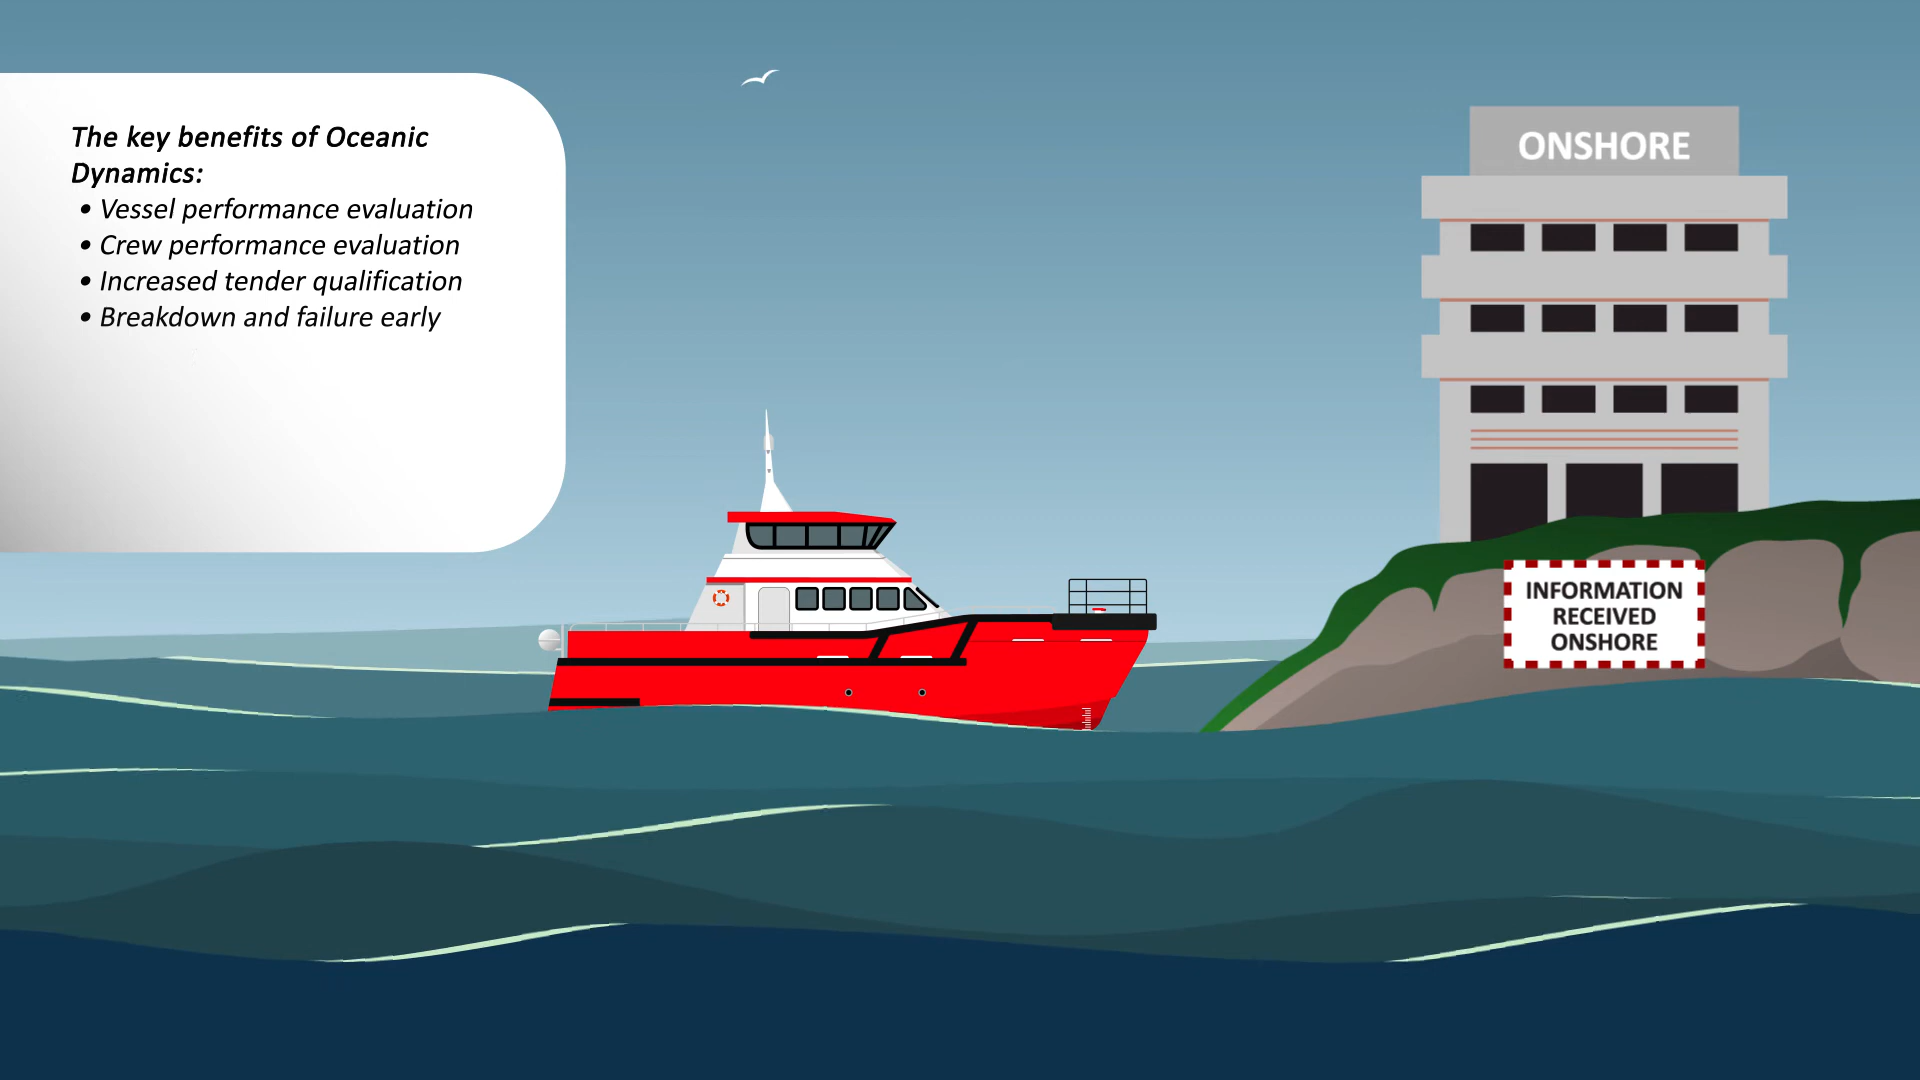 The key benefits of Oceanic
Dynamics:
• Vessel performance evaluation
• Crew performance evaluation
• Increased tender qualification
• Breakdown and failure early
ONSHORE
INFORMATION
RECEIVED
ONSHORE